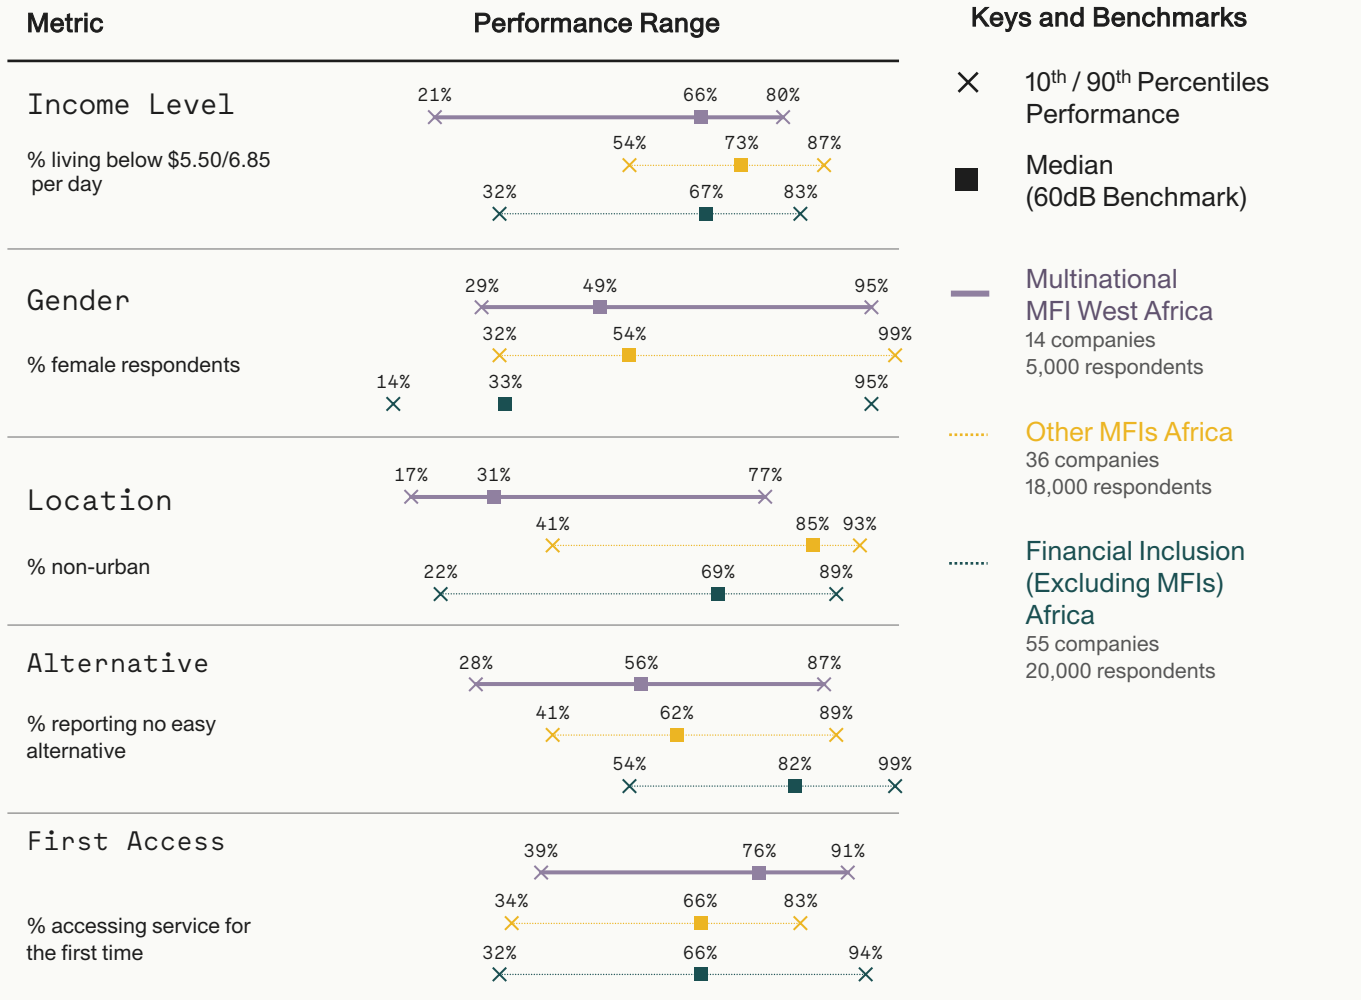 Metric
Performance Range
Keys and Benchmarks
Income Level
% living below $5.50/6.85
per day
21% 66% 80%
54% 73% 87%
32% 67% 83%
Gender
% female respondents
29% 49% 95%
32% 54% 99%
14% 33% 95%
Location
% non-urban
17% 31% 77%
41% 85% 93%
22% 69% 89%
Alternative
% reporting no easy
alternative
28% 56% 87%
41% 62% 89%
54% 82% 99%
First Access
% accessing service for
the first time
39% 76% 91%
34% 66% 83%
32% 66% 94%
10th / 90th Percentiles
Performance
Median
(60dB Benchmark)
Multinational
MFI West Africa
14 companies
5,000 respondents
Other MFIs Africa
36 companies
18,000 respondents
Financial Inclusion
(Excluding MFIs)
Africa
55 companies
20,000 respondents